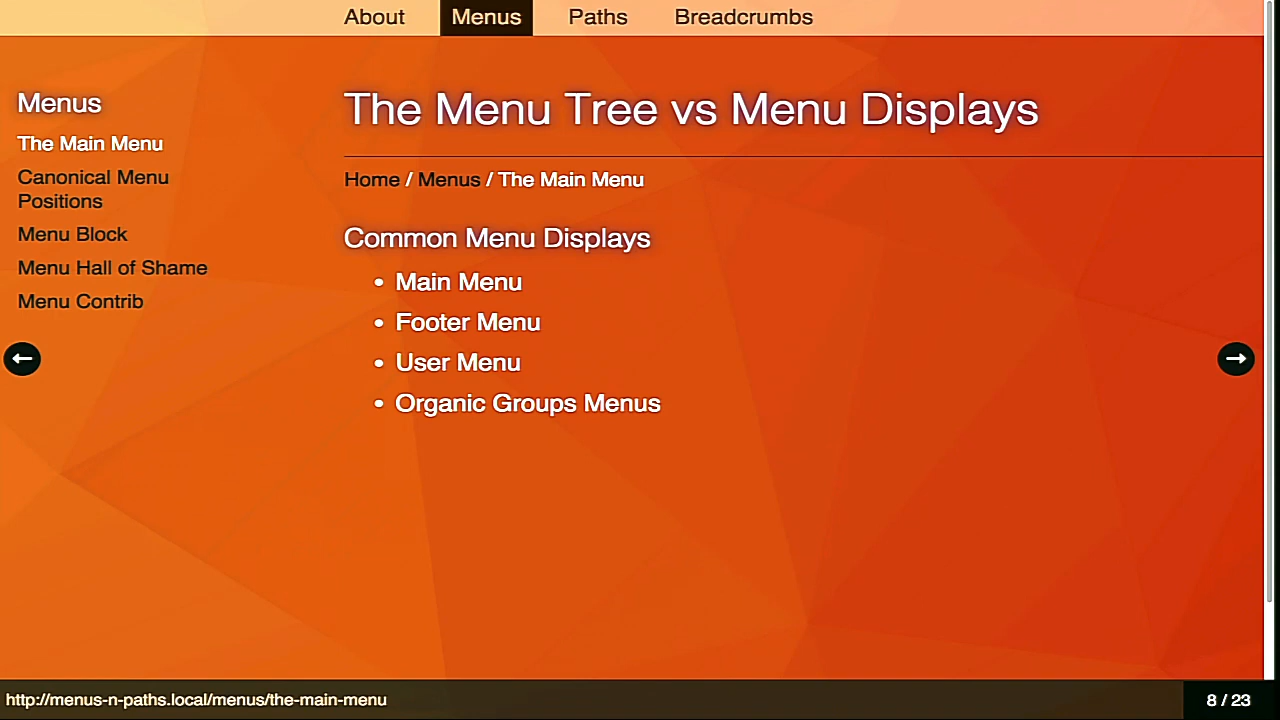 About Menus Paths Breadcrumbs
Menus
The Main Menu
Canonical Menu
Positions
Menu Block
Menu Hall of Shame
Menu Contrib
The Menu Tree vs Menu Displays
Home / Menus / The Main Menu
Common Menu Displays
• Main Menu
• Footer Menu
• User Menu
• Organic Groups Menus
http://menus-n-paths.local/menus/the-main-menu
8 / 23